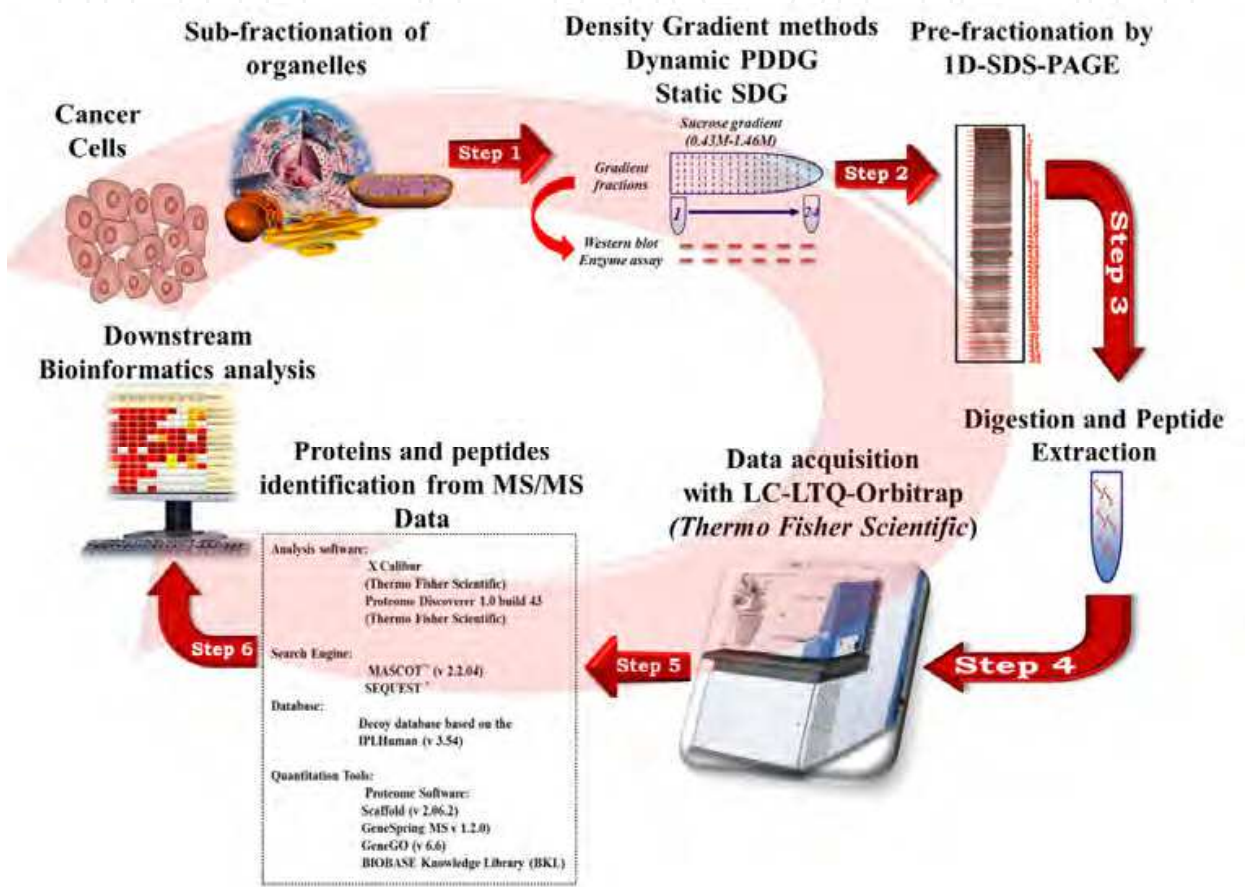 Cancer
Cells
Sub-fractionation of
organelles
Step 1
Density Gradient methods
Dynamic PDDG
Static SDG
Sucrose gradient
(0.43M-1.46M)
Gradient
fractions
1
24
Western blot
Enzyme assay
Step 2
Pre-fractionation by
1D-SDS-PAGE
Step 3
Digestion and Peptide
Extraction
Step 4
Data acquisition
with LC-LTQ-Orbitrap
(Thermo Fisher Scientific)
Step 5
Proteins and peptides
identification from MS/MS
Data
Analysis software:
X Calibur
(Thermo Fisher Scientific)
Proteome Discoverer 1.0 build 43
(Thermo Fisher Scientific)
Search Engine:
MASCOT™ (v 2.2.04)
SEQUEST
Database:
Decoy database based on the
IPI.Human (v 3.54)
Quantitation Tools:
Proteome Software:
Scaffold (v 2.06.2)
GeneSpring MS v 1.2.0)
GeneGO (v 6.6)
BIOBASE Knowledge Library (BKL)
Step 6
Downstream
Bioinformatics analysis